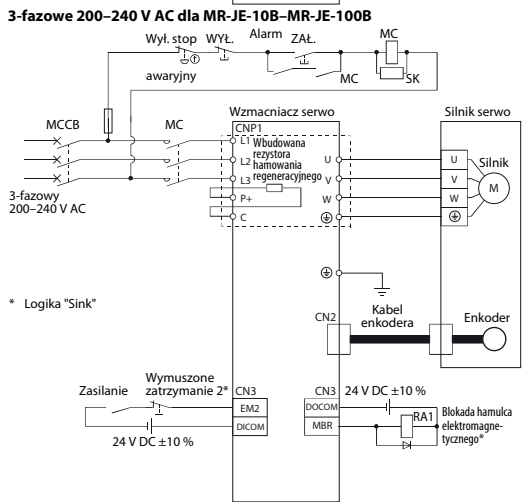 3-fazowe 200–240 V AC dla MR-JE-10B–MR-JE-100B
Wył. stop WYŁ. Alarm ZAŁ. MC
awaryjny MC SK
MCCB MC
Wzmacniacz serwo Silnik serwo
CNP1
L1 Wbudowana
rezystora
L2 hamowania
L3 regeneracyjnego
P+
C
U
V
W
U
V
W
Silnik
M
3-fazowy
200–240 V AC
* Logika "Sink"
CN2
Kabel
enkodera
Enkoder
Zasilanie
Wymuszone
zatrzymanie 2*
CN3
EM2
DICOM
24 V DC ±10 %
CN3
24 V DC ±10 %
DOCOM
MBR
RA1
Blokada hamulca
elektromagne-
tycznego*